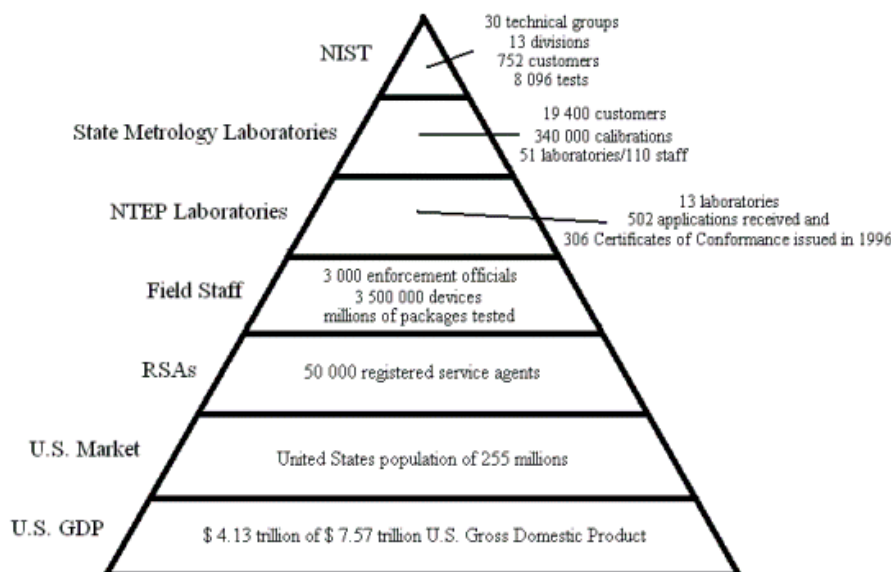 NIST
30 technical groups
13 divisions
752 customers
8 096 tests
State Metrology Laboratories
19 400 customers
340 000 calibrations
51 laboratories/110 staff
NTEP Laboratories
13 laboratories
502 applications received and
306 Certificates of Conformance issued in 1996
Field Staff
3 000 enforcement officials
3 500 000 devices
millions of packages tested
RSAs
50 000 registered service agents
U.S. Market
United States population of 255 millions
U.S. GDP
$ 4.13 trillion of $ 7.57 trillion U.S. Gross Domestic Product